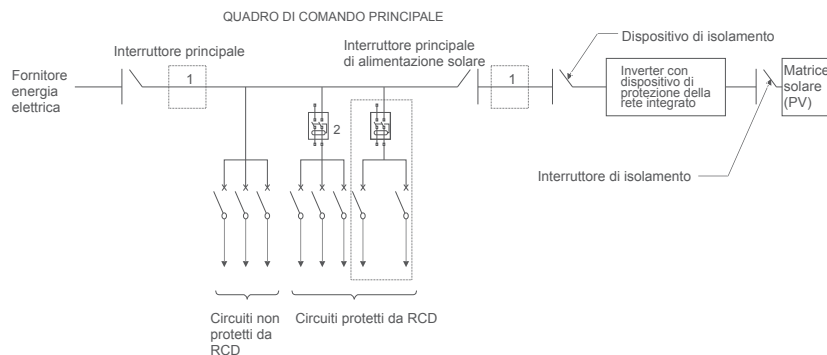 QUADRO DI COMANDO PRINCIPALE
Interruttore principale
Interruttore principale
di alimentazione solare
Dispositivo di isolamento
Fornitore
energia
elettrica
1
1
Inverter con
dispositivo di
protezione della
rete integrato
Matrice
solare
(PV)
2
Interruttore di isolamento
Circuiti non
protetti da
RCD
Circuiti protetti da RCD